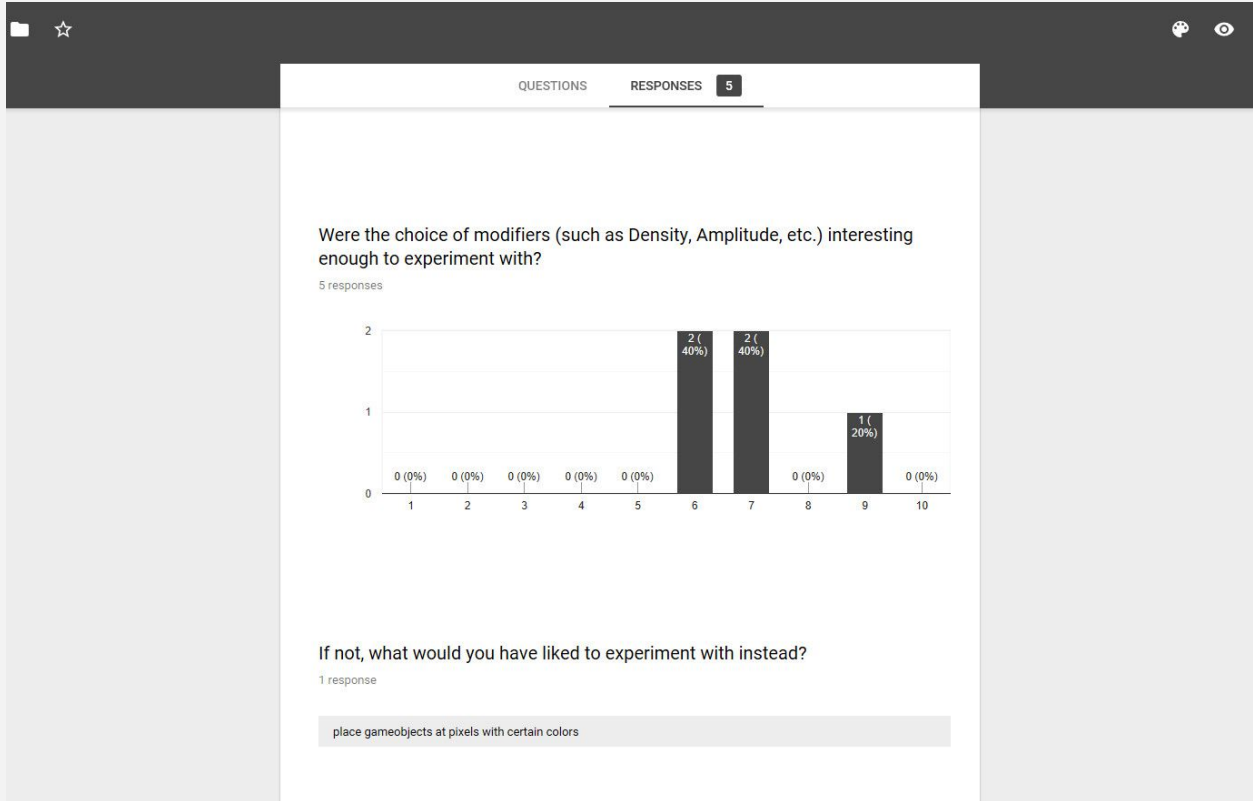 QUESTIONS RESPONSES 5
Were the choice of modifiers (such as Density, Amplitude, etc.) interesting
enough to experiment with?
5 responses
2
1
0
0 (0%) 0 (0%) 0 (0%) 0 (0%) 0 (0%) 2 (
40%) 2 (
40%) 0 (0%) 1 (
20%) 0 (0%)
1 2 3 4 5 6 7 8 9 10
If not, what would you have liked to experiment with instead?
1 response
place gameobjects at pixels with certain colors